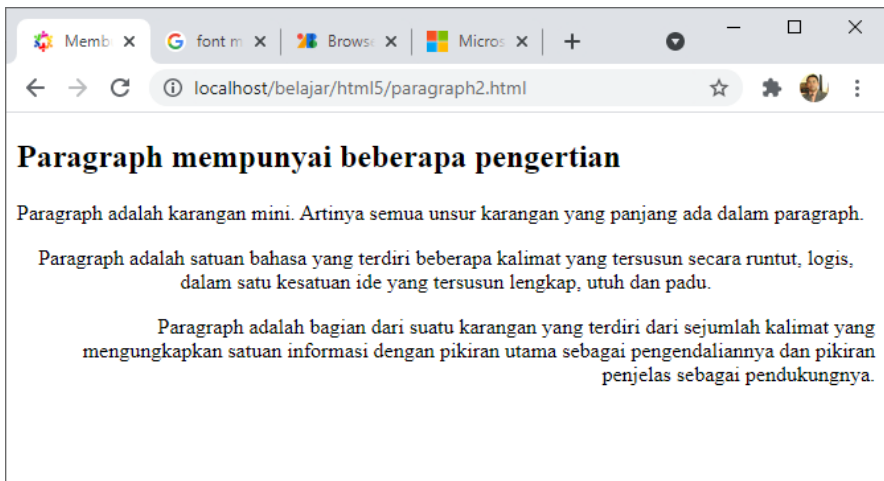 Memb
font m
Brows
Micros
localhost/belajar/html5/paragraph2.html
Paragraph mempunyai beberapa pengertian
Paragraph adalah karangan mini. Artinya semua unsur karangan yang panjang ada dalam paragraph.
Paragraph adalah satuan bahasa yang terdiri beberapa kalimat yang tersusun secara runtut, logis,
dalam satu kesatuan ide yang tersusun lengkap, utuh dan padu.
Paragraph adalah bagian dari suatu karangan yang terdiri dari sejumlah kalimat yang
mengungkapkan satuan informasi dengan pikiran utama sebagai pengendaliannya dan pikiran
penjelas sebagai pendukungnya.